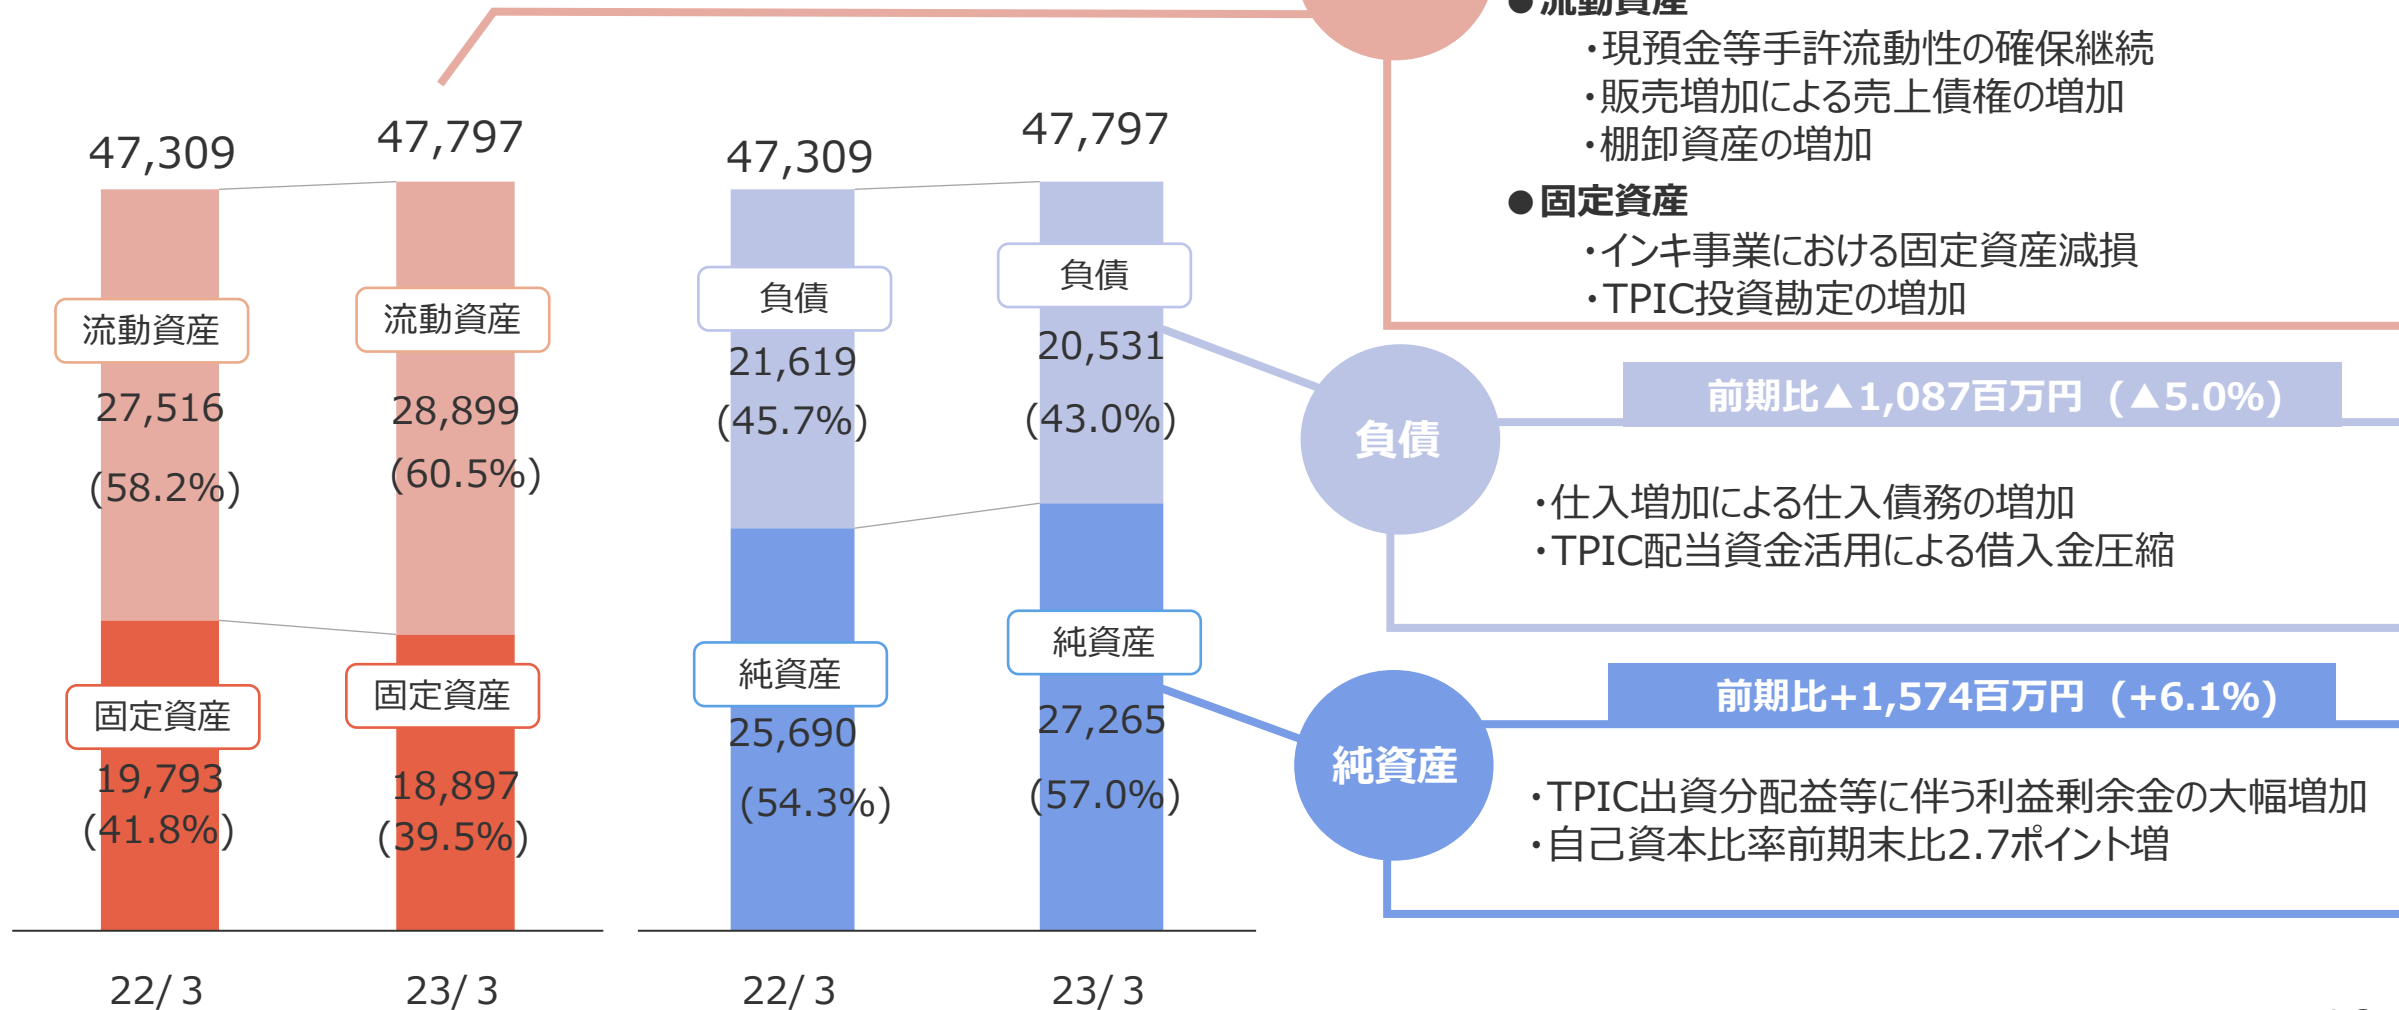 47,309
47,797
流動資産
27,516
(58.2%)
流動資産
28,899
(60.5%)
固定資産
19,793
(41.8%)
固定資産
18,897
(39.5%)
22/3
23/3
47,309
47,797
負債
21,619
(45.7%)
負債
20,531
(43.0%)
純資産
25,690
(54.3%)
純資産
27,265
(57.0%)
22/3
23/3
●流動資産
・現預金等手許流動性の確保継続
・販売増加による売上債権の増加
・棚卸資産の増加
●固定資産
・インキ事業における固定資産減損
・TPIC投資勘定の増加
負債
前期比▲1,087百万円 (▲5.0%)
・仕入増加による仕入債務の増加
・TPIC配当資金活用による借入金圧縮
純資産
前期比+1,574百万円 (+6.1%)
・TPIC出資分配益等に伴う利益剰余金の大幅増加
・自己資本比率前期末比2.7ポイント増